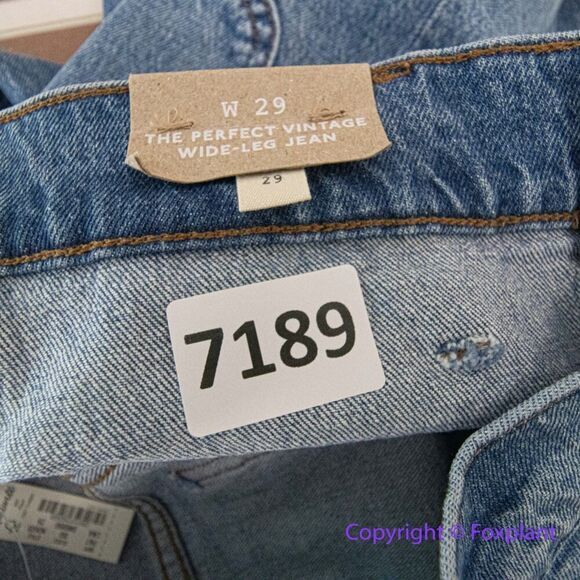 W 29
THE PERFECT VINTAGE
WIDE-LEG JEAN
29
7189
Copyright © Foxplant